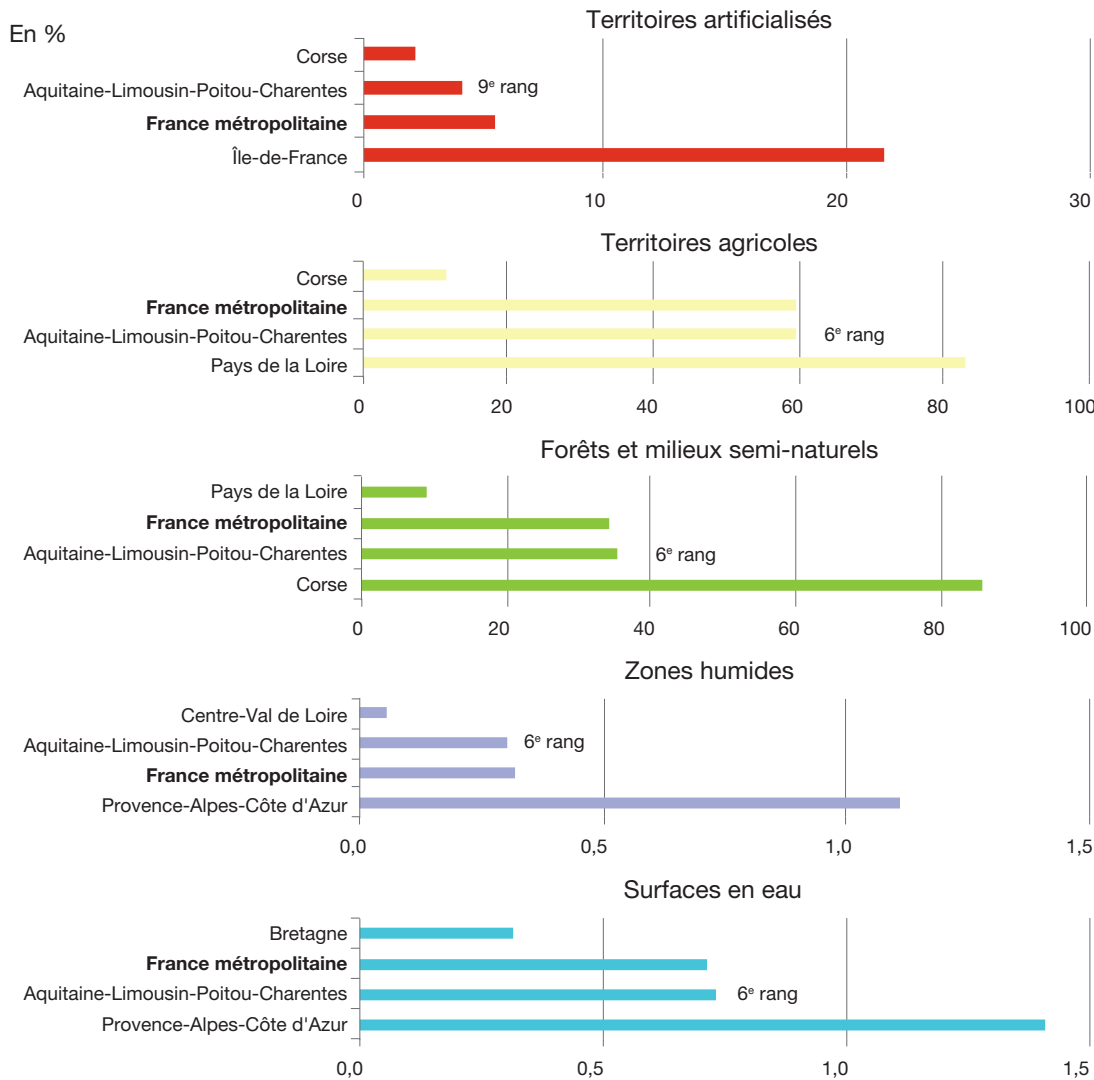 En %
Territoires artificialisés
Corse
Aquitaine-Limousin-Poitou-Charentes
9e rang
France métropolitaine
Île-de-France
0 10 20 30
Territoires agricoles
Corse
France métropolitaine
Aquitaine-Limousin-Poitou-Charentes
6e rang
Pays de la Loire
0 20 40 60 80 100
Forêts et milieux semi-naturels
Pays de la Loire
France métropolitaine
Aquitaine-Limousin-Poitou-Charentes
6e rang
Corse
0 20 40 60 80 100
Zones humides
Centre-Val de Loire
Aquitaine-Limousin-Poitou-Charentes
6e rang
France métropolitaine
Provence-Alpes-Côte d'Azur
0,0 0,5 1,0 1,5
Surfaces en eau
Bretagne
France métropolitaine
Aquitaine-Limousin-Poitou-Charentes
6e rang
Provence-Alpes-Côte d'Azur
0,0 0,5 1,0 1,5